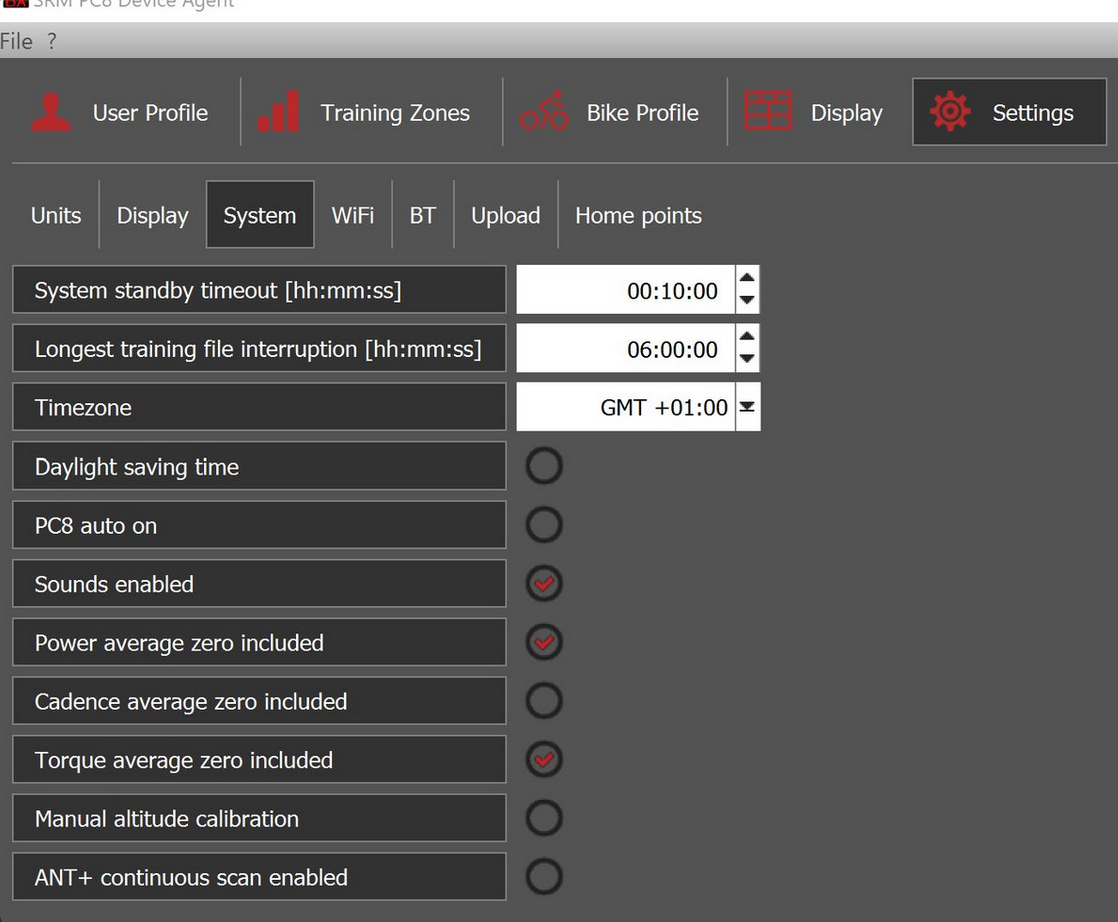 SRM PC8 Device Agent
File ?
User Profile Training Zones Bike Profile Display Settings
Units Display System WiFi BT Upload Home points
System standby timeout [hh:mm:ss] 00:10:00
Longest training file interruption [hh:mm:ss] 06:00:00
Timezone GMT +01:00
Daylight saving time
PC8 auto on
Sounds enabled
Power average zero included
Cadence average zero included
Torque average zero included
Manual altitude calibration
ANT+ continuous scan enabled